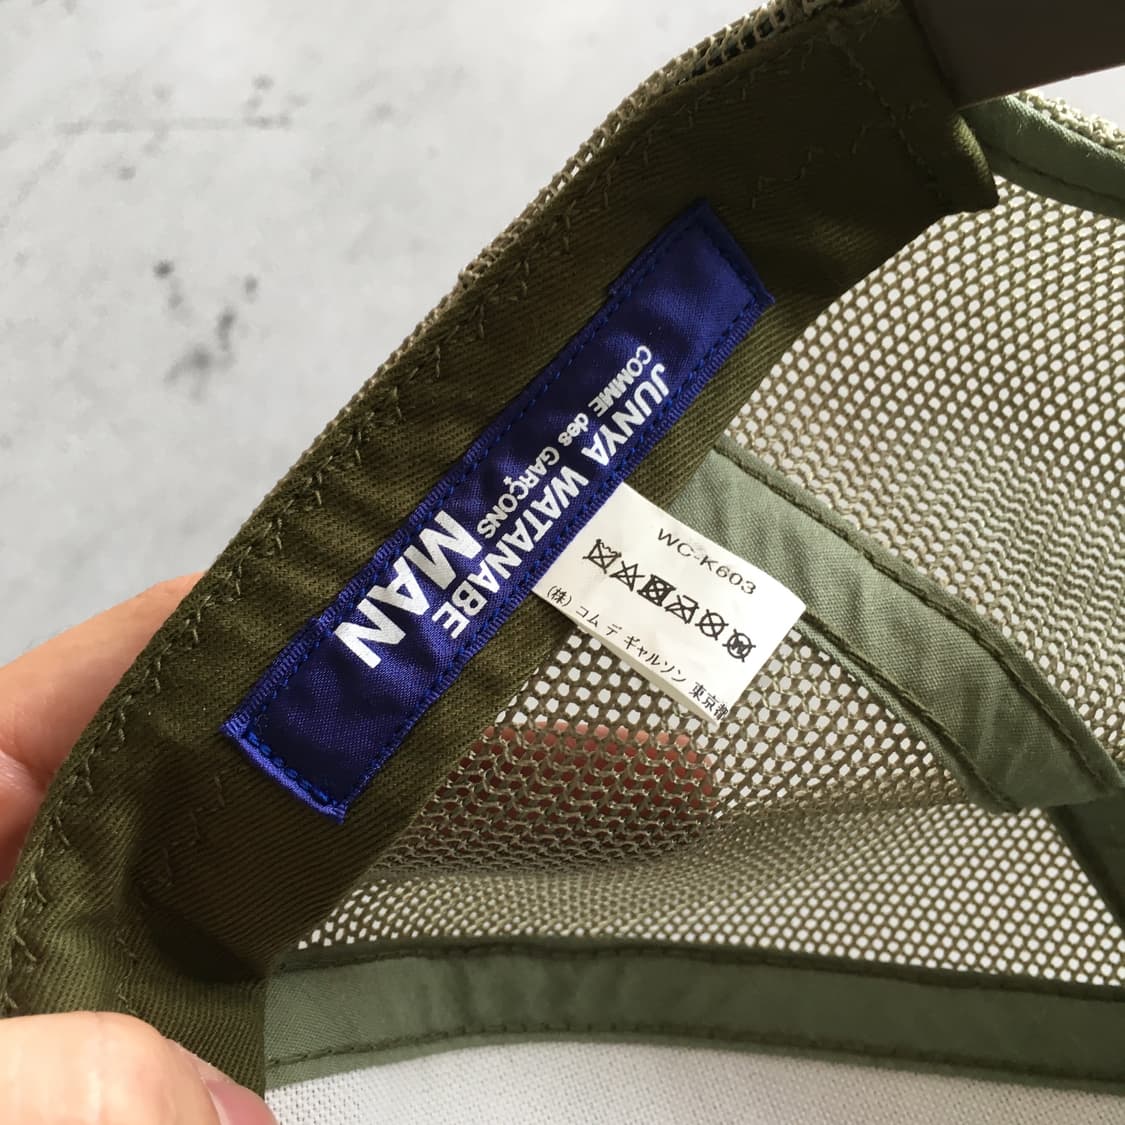 JUNYA WATANABE
COMME des GARÇONS
MAN
WC-K603
(株) コム デ ギャルソン 東京都